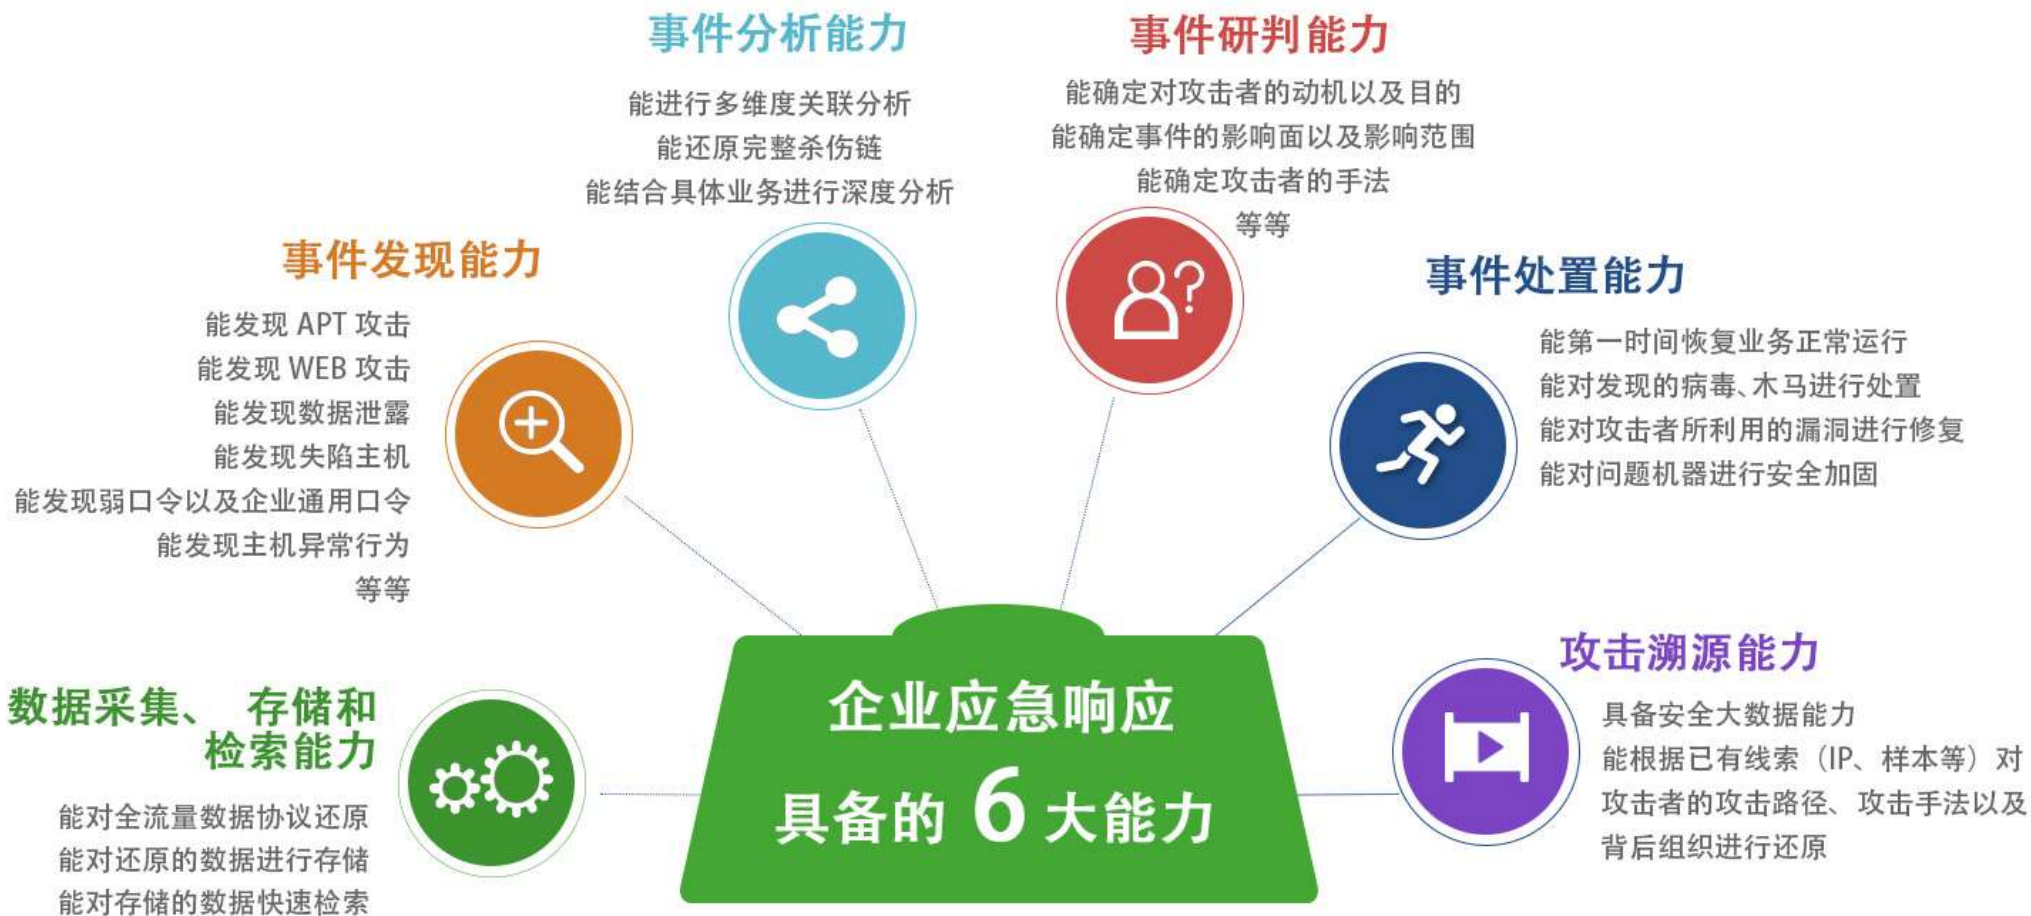 事件分析能力
能进行多维度关联分析
能还原完整杀伤链
能结合具体业务进行深度分析
事件研判能力
能确定对攻击者的动机以及目的
能确定事件的影响面以及影响范围
能确定攻击者的手法
等等
事件发现能力
能发现 APT 攻击
能发现 WEB 攻击
能发现数据泄露
能发现失陷主机
能发现弱口令以及企业通用口令
能发现主机异常行为
等等
事件处置能力
能第一时间恢复业务正常运行
能对发现的病毒、木马进行处置
能对攻击者所利用的漏洞进行修复
能对问题机器进行安全加固
数据采集、 存储和
检索能力
能对全流量数据协议还原
能对还原的数据进行存储
能对存储的数据快速检索
企业应急响应
具备的 6 大能力
攻击溯源能力
具备安全大数据能力
能根据已有线索（IP、样本等）对
攻击者的攻击路径、攻击手法以及
背后组织进行还原